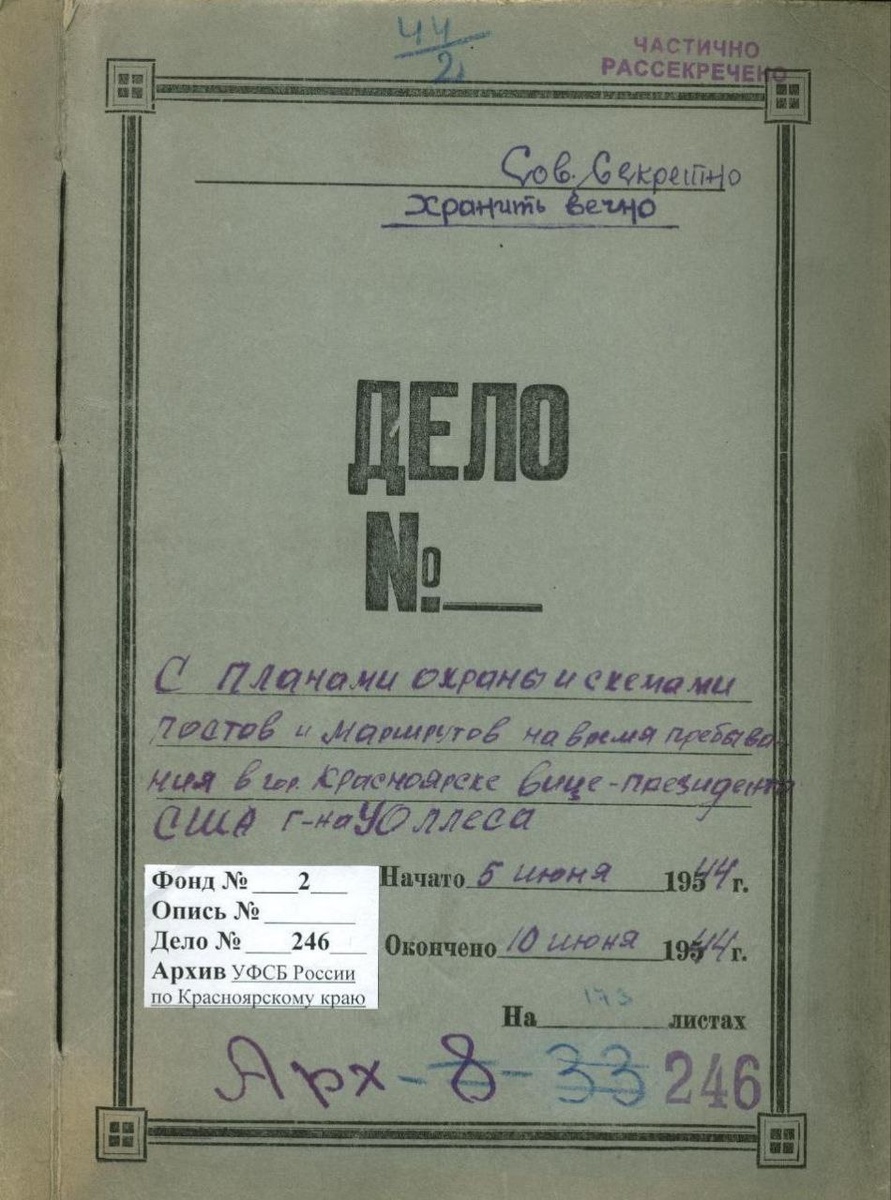 44/2
ЧАСТИЧНО
РАССЕКРЕЧЕНО
Сов. Секретно
Хранить вечно
ДЕЛО
№
С планами охраны и схемами
постов и маршрутов на время пребыва-
ния в гор. Красноярске вице-президента
США г-на Уоллеса
Фонд № 2
Опись №
Дело № 246
Архив УФСБ России
по Красноярскому краю
Начато 5 июня 1944 г.
Окончено 10 июня 1944 г.
На 173 листах
Арх-8-33 246